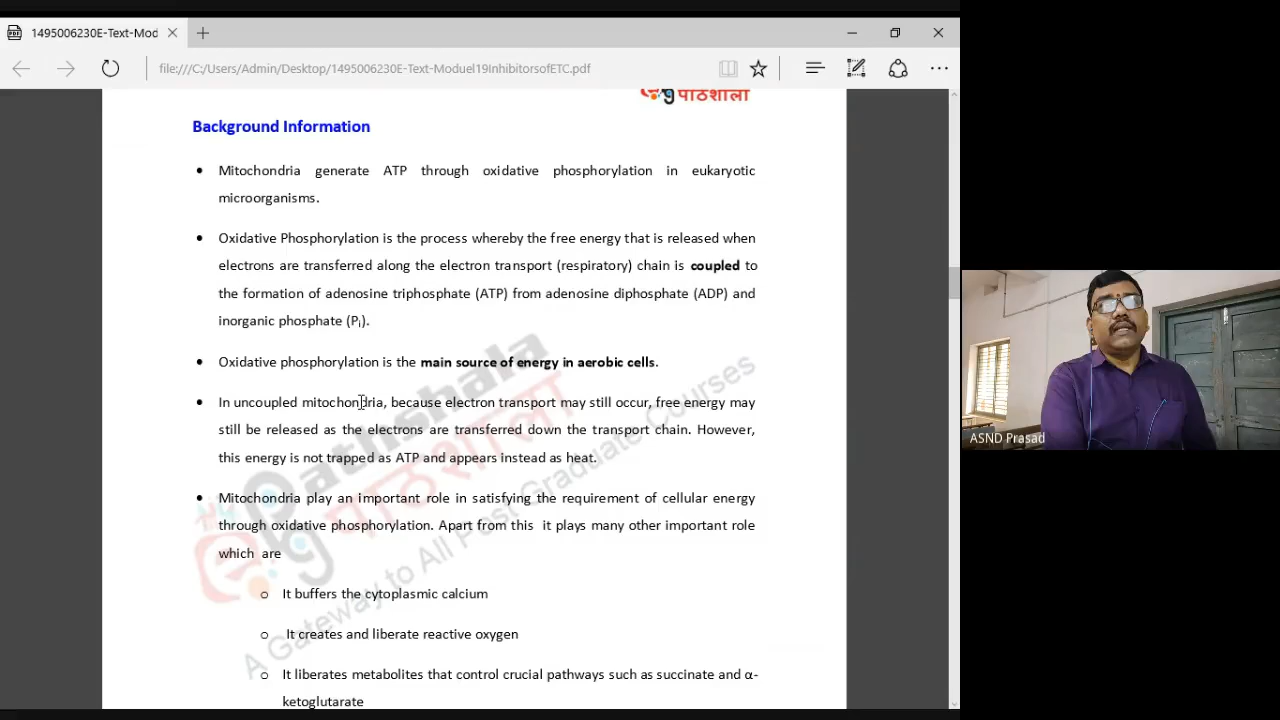 1495006230E-Text-Mod
file:///C:/Users/Admin/Desktop/1495006230E-Text-Moduel19InhibitorsofETC.pdf
पाठशाला
Background Information
• Mitochondria generate ATP through oxidative phosphorylation in eukaryotic
microorganisms.
• Oxidative Phosphorylation is the process whereby the free energy that is released when
electrons are transferred along the electron transport (respiratory) chain is coupled to
the formation of adenosine triphosphate (ATP) from adenosine diphosphate (ADP) and
inorganic phosphate (Pi).
• Oxidative phosphorylation is the main source of energy in aerobic cells.
• In uncoupled mitochondria, because electron transport may still occur, free energy may
still be released as the electrons are transferred down the transport chain. However,
this energy is not trapped as ATP and appears instead as heat.
• Mitochondria play an important role in satisfying the requirement of cellular energy
through oxidative phosphorylation. Apart from this it plays many other important role
which are
o It buffers the cytoplasmic calcium
o It creates and liberate reactive oxygen
o It liberates metabolites that control crucial pathways such as succinate and α-
ketoglutarate
Pathshala
पाठशाला
A Gateway to All Post Graduate Courses
ASND Prasad